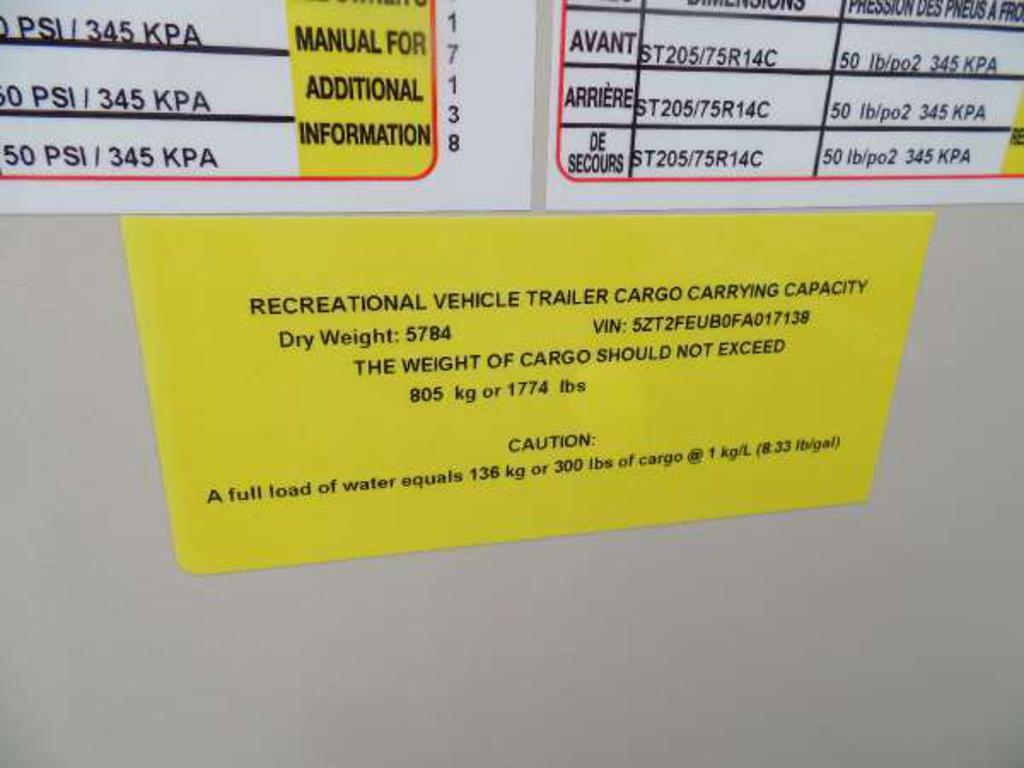 PSI / 345 KPA
50 PSI / 345 KPA
50 PSI / 345 KPA
MANUAL FOR
ADDITIONAL
INFORMATION
1
7
1
3
8
DIMENSIONS PRESSION DES PNEUS A
AVANT ST205/75R14C 50 lb/po2 345 KPA
ARRIÈRE ST205/75R14C 50 lb/po2 345 KPA
DE
SECOURS ST205/75R14C 50 lb/po2 345 KPA
RECREATIONAL VEHICLE TRAILER CARGO CARRYING CAPACITY
Dry Weight: 5784 VIN: 5ZT2FEUB0FA017138
THE WEIGHT OF CARGO SHOULD NOT EXCEED
805 kg or 1774 lbs
CAUTION:
A full load of water equals 136 kg or 300 lbs of cargo @ 1 kg/L (8.33 lb/gal)